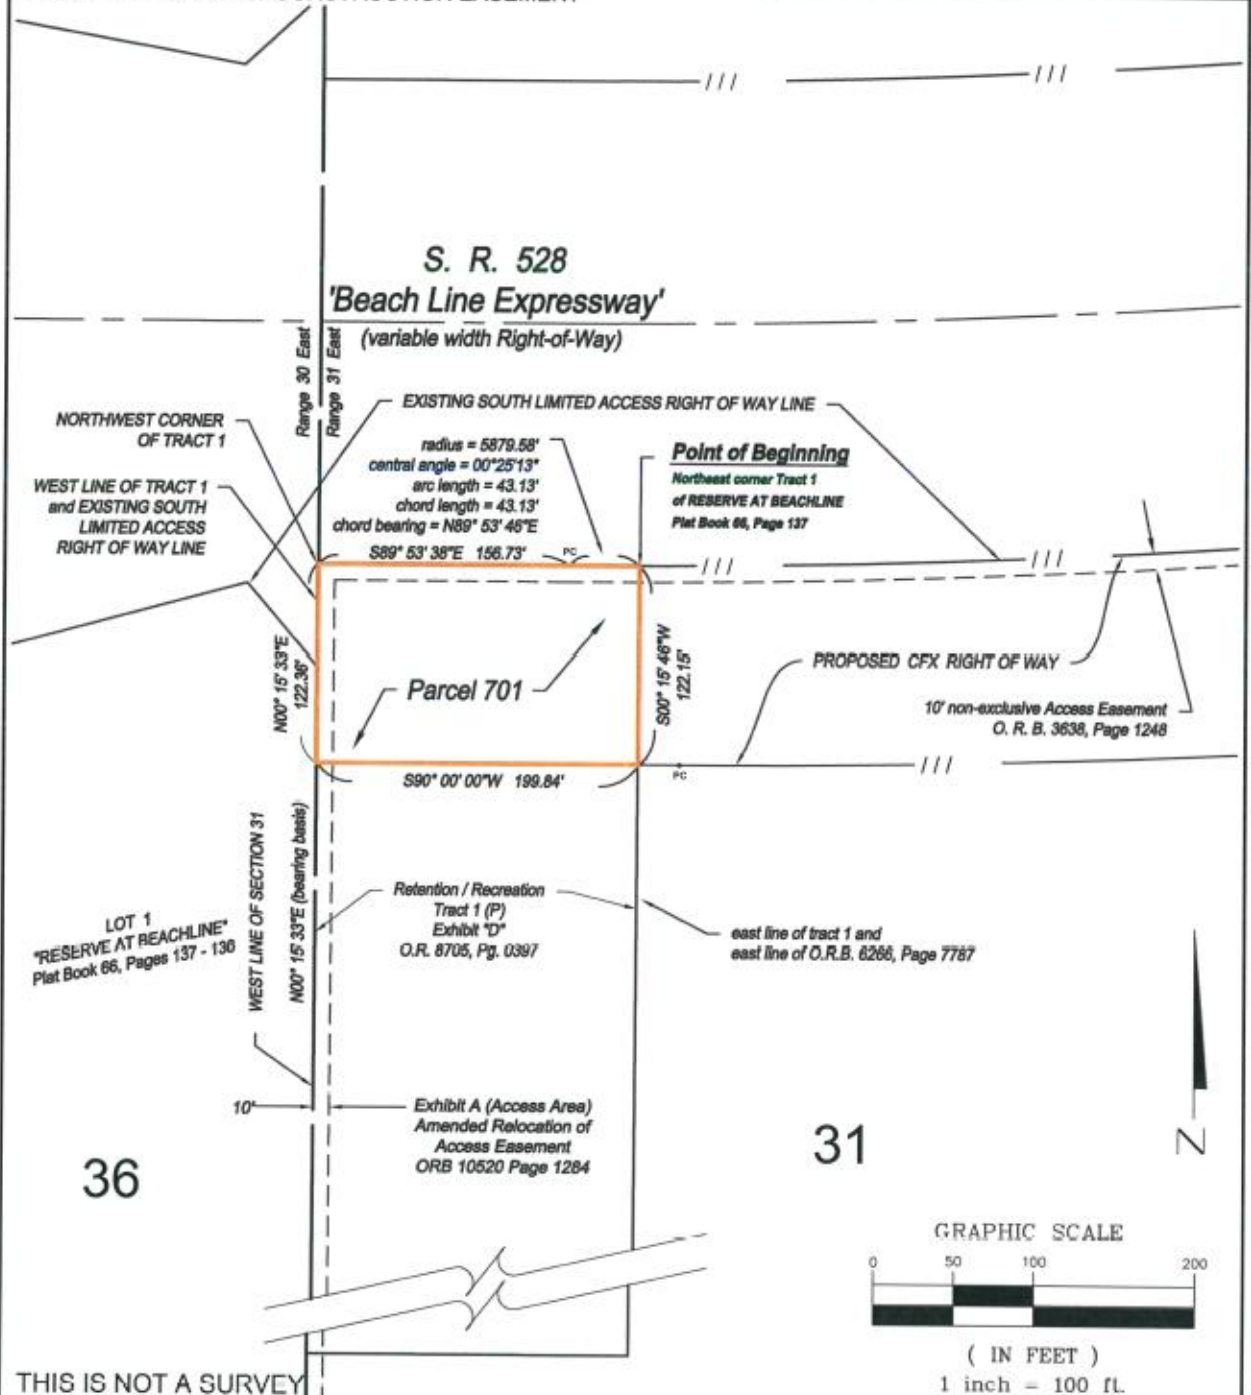 S. R. 528
'Beach Line Expressway'
(variable width Right-of-Way)
Range 30 East
Range 31 East
EXISTING SOUTH LIMITED ACCESS RIGHT OF WAY LINE
NORTHWEST CORNER
OF TRACT 1
WEST LINE OF TRACT 1
and EXISTING SOUTH
LIMITED ACCESS
RIGHT OF WAY LINE
radius = 5879.58'
central angle = 00°25'13"
arc length = 43.13'
chord length = 43.13'
chord bearing = N89° 53' 46"E
S89° 53' 38"E 156.73'
PC
Point of Beginning
Northeast corner Tract 1
of RESERVE AT BEACHLINE
Plat Book 66, Page 137
N00° 15' 33"E
122.36'
Parcel 701
S00° 15' 46"W
122.15'
PROPOSED CFX RIGHT OF WAY
10' non-exclusive Access Easement
O. R. B. 3638, Page 1248
S90° 00' 00"W 199.84'
PC
WEST LINE OF SECTION 31
N00° 15' 33"E (bearing basis)
LOT 1
"RESERVE AT BEACHLINE"
Plat Book 66, Pages 137 - 138
Retention / Recreation
Tract 1 (P)
Exhibit "D"
O.R. 8705, Pg. 0397
east line of tract 1 and
east line of O.R.B. 6266, Page 7787
10'
Exhibit A (Access Area)
Amended Relocation of
Access Easement
ORB 10520 Page 1284
36
31
N
GRAPHIC SCALE
0 50 100 200
( IN FEET )
1 inch = 100 ft.
THIS IS NOT A SURVEY